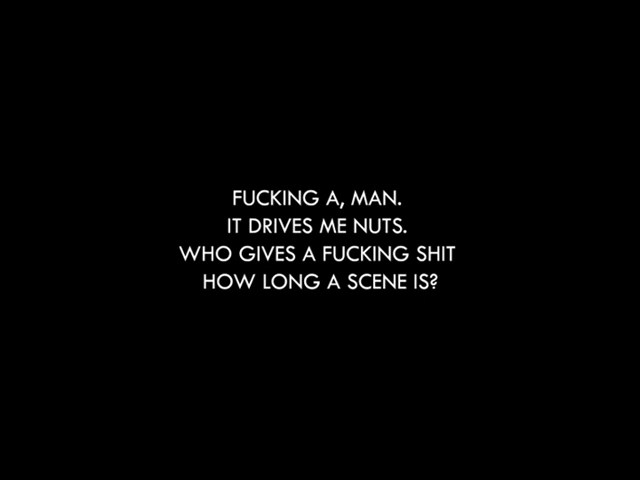 FUCKING A, MAN.
IT DRIVES ME NUTS.
WHO GIVES A FUCKING SHIT
HOW LONG A SCENE IS?